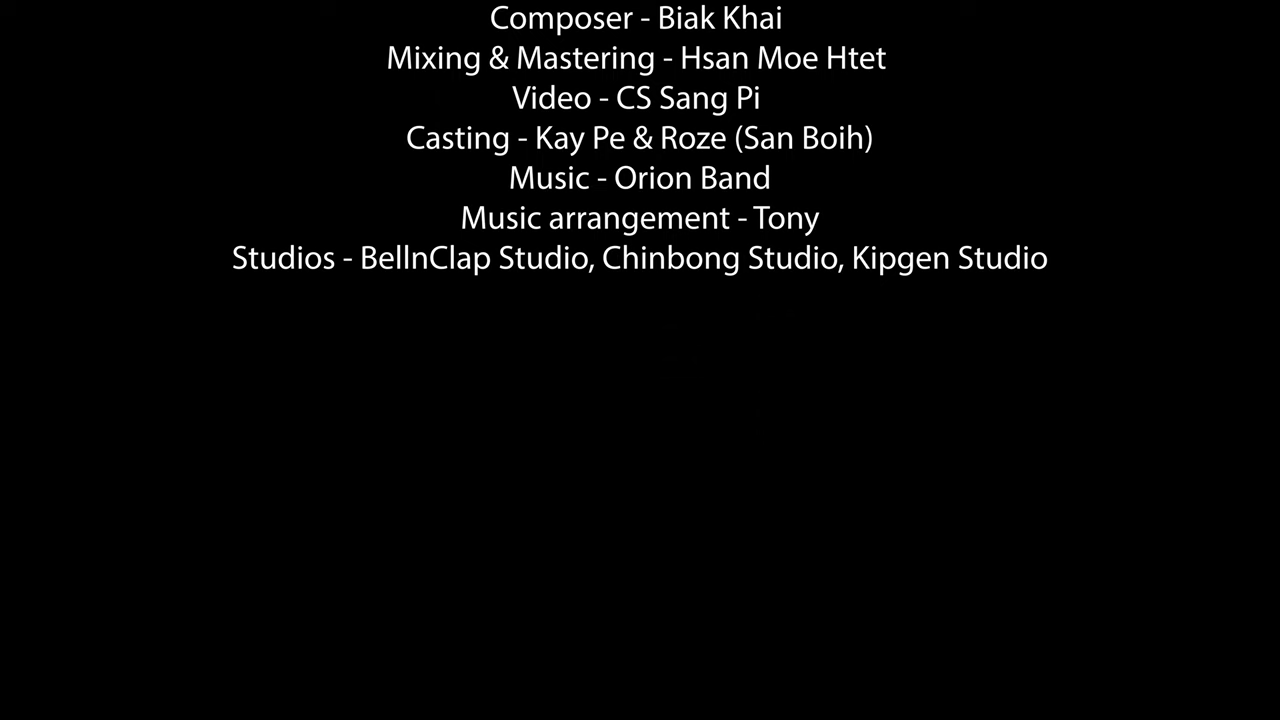 Composer - Biak Khai
Mixing & Mastering - Hsan Moe Htet
Video - CS Sang Pi
Casting - Kay Pe & Roze (San Boih)
Music - Orion Band
Music arrangement - Tony
Studios - BellnClap Studio, Chinbong Studio, Kipgen Studio